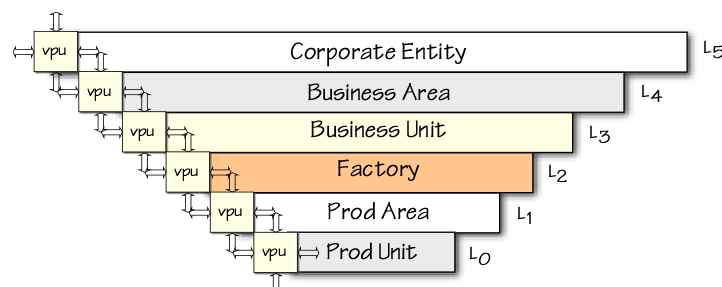 vpu Corporate Entity L5
vpu Business Area L4
vpu Business Unit L3
vpu Factory L2
vpu Prod Area L1
vpu Prod Unit L0